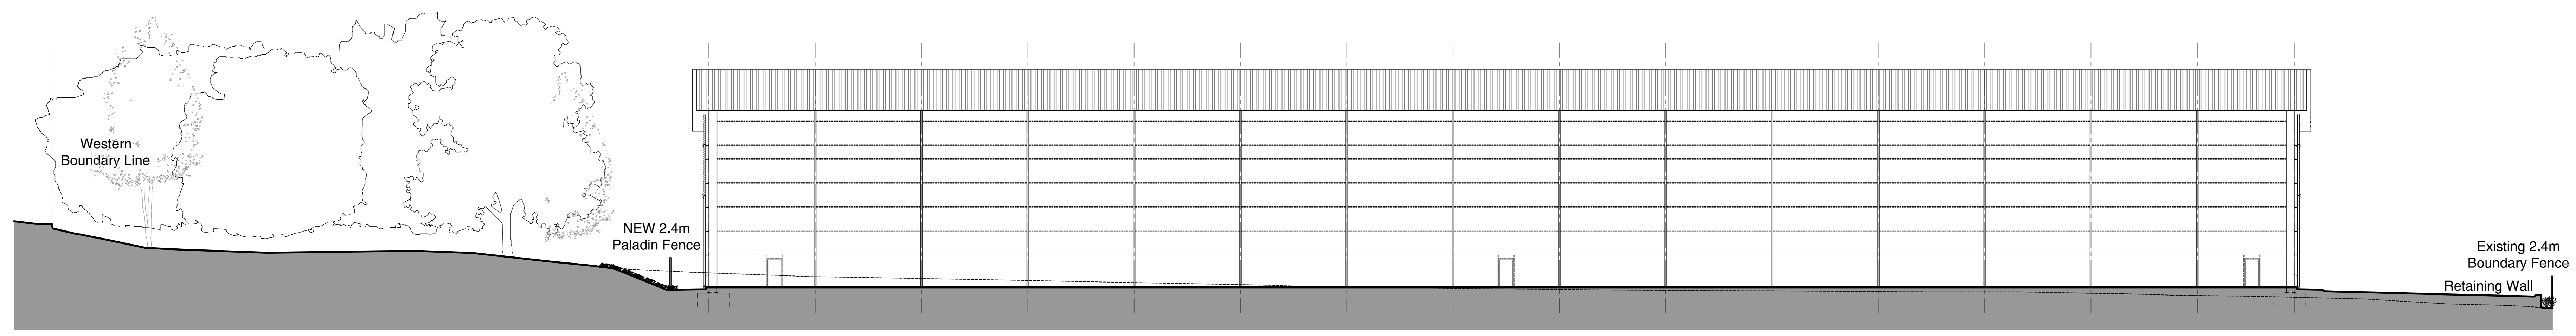 Western
Boundary Line
NEW 2.4m
Paladin Fence
Existing 2.4m
Boundary Fence
Retaining Wall